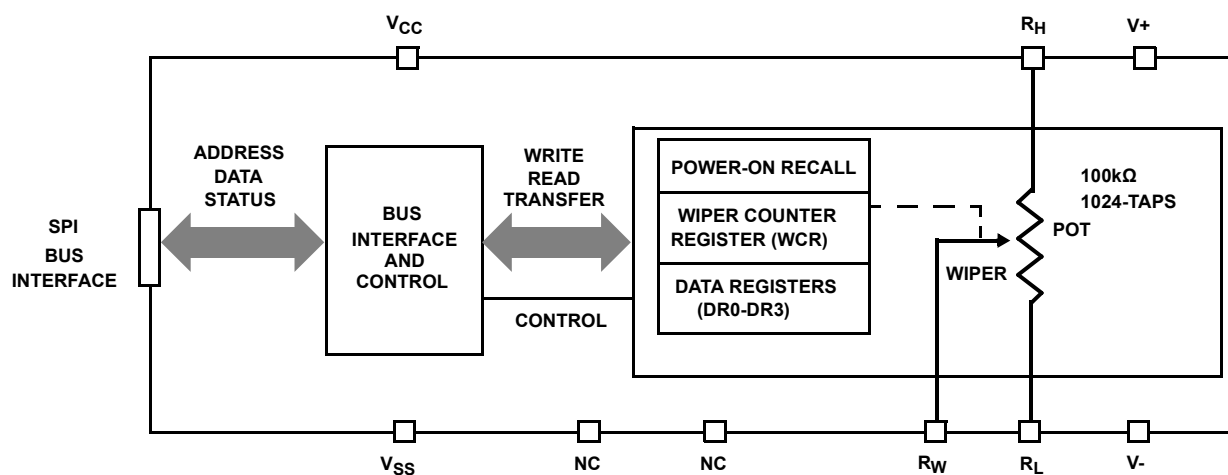 VCC
RH
V+
SPI
BUS
INTERFACE
ADDRESS
DATA
STATUS
BUS
INTERFACE
AND
CONTROL
WRITE
READ
TRANSFER
CONTROL
POWER-ON RECALL
WIPER COUNTER
REGISTER (WCR)
DATA REGISTERS
(DR0-DR3)
100kΩ
1024-TAPS
POT
WIPER
VSS
NC
NC
RW
RL
V-